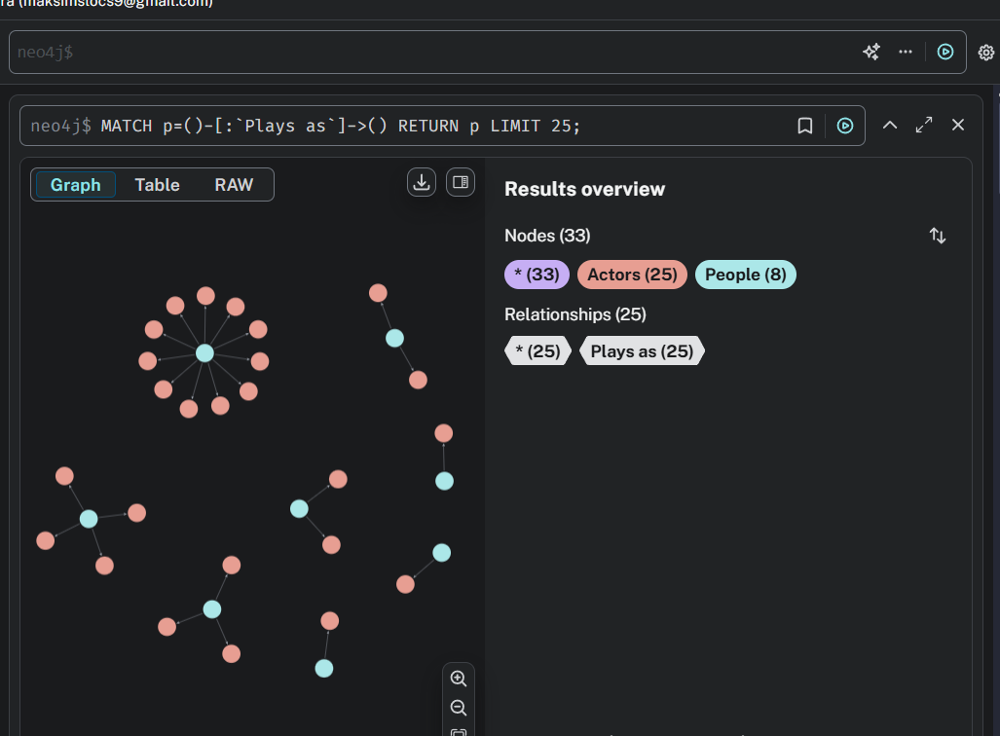 ra (maksimslocs9@gmail.com)
neo4j$
neo4j$ MATCH p=()-[:`Plays as`]->() RETURN p LIMIT 25;
Graph Table RAW
Results overview
Nodes (33)
* (33) Actors (25) People (8)
Relationships (25)
* (25) Plays as (25)